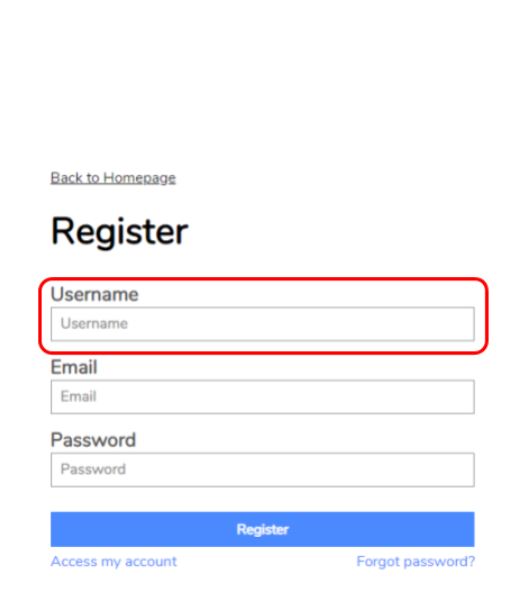 Back to Homepage
Register
Username
Username
Email
Email
Password
Password
Register
Access my account Forgot password?